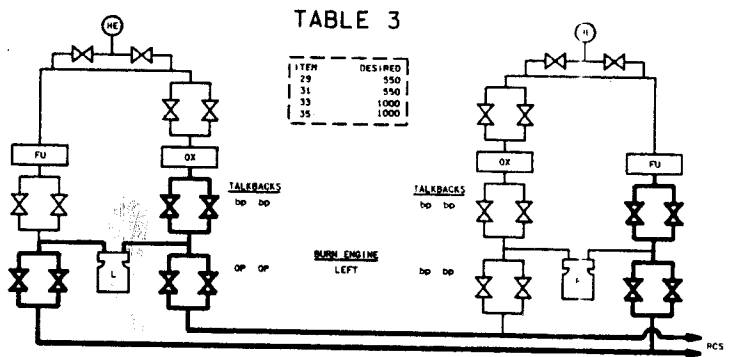 TABLE 3
HE
ITEM DESIRED
29 550
31 550
33 1000
35 1000
FU
OX
TALKBACKS
bp bp
TALKBACKS
bp bp
OX
FU
L
OP OP
BURN ENGINE
LEFT
bp bp
RCS